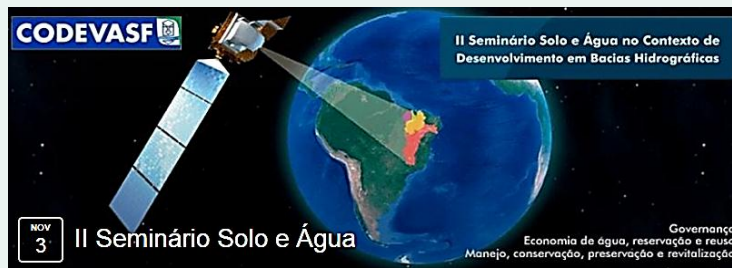 CODEVASF
II Seminário Solo e Água no Contexto de
Desenvolvimento em Bacias Hidrográficas
NOV
3
II Seminário Solo e Água
Governança
Economia de água, reservação e reuso
Manejo, conservação, preservação e revitalização